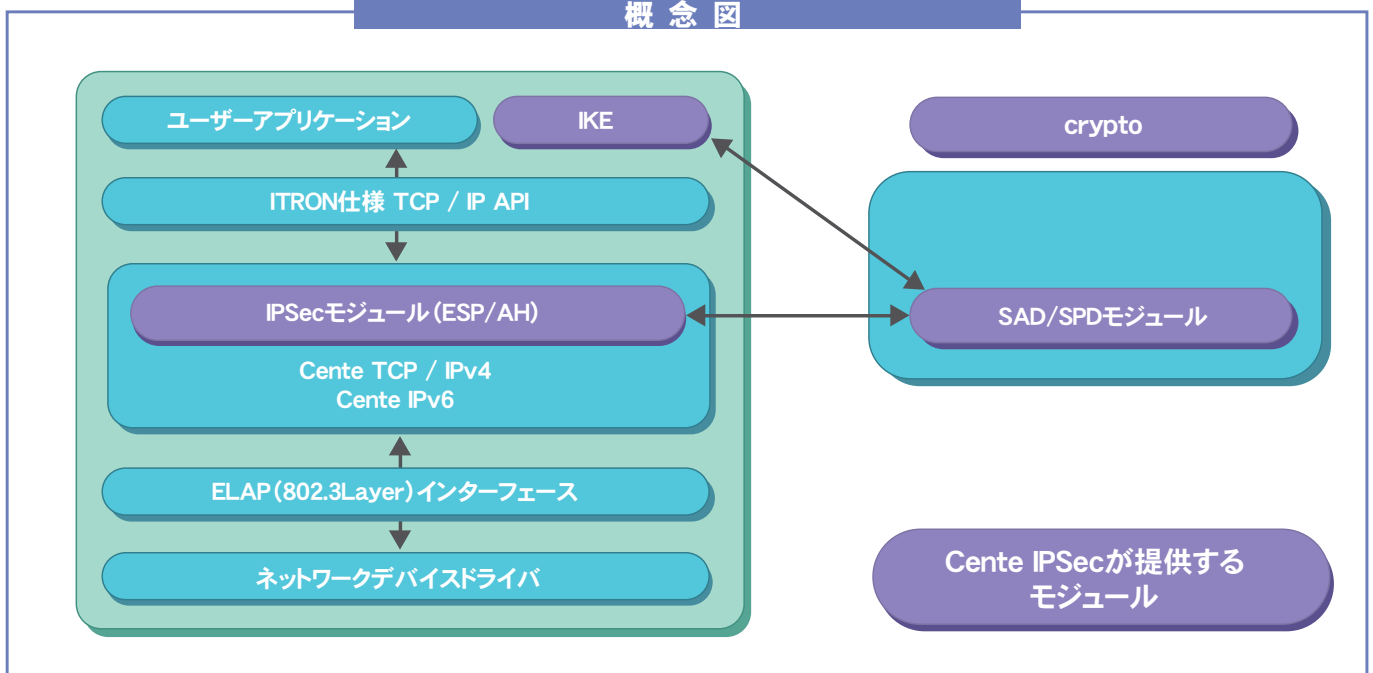 概念図
ユーザーアプリケーション
IKE
ITRON仕様 TCP / IP API
IPSecモジュール（ESP/AH）
Cente TCP / IPv4
Cente IPv6
ELAP（802.3Layer）インターフェース
ネットワークデバイスドライバ
crypto
SAD/SPDモジュール
Cente IPSecが提供する
モジュール